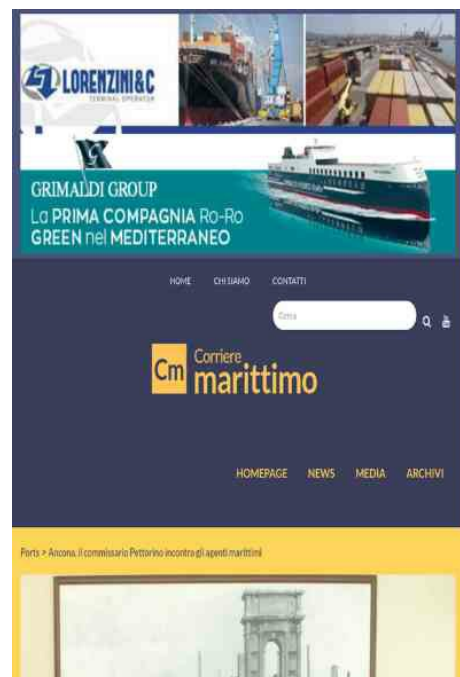 LORENZINI&C
TERMINAL OPERATOR
GRIMALDI GROUP
La PRIMA COMPAGNIA Ro-Ro
GREEN nel MEDITERRANEO
HOME CHI SIAMO CONTATTI
Cerca
Cm Corriere
marittimo
HOMEPAGE NEWS MEDIA ARCHIVI
Ports > Ancona, il commissario Pettorino incontra gli agenti marittimi